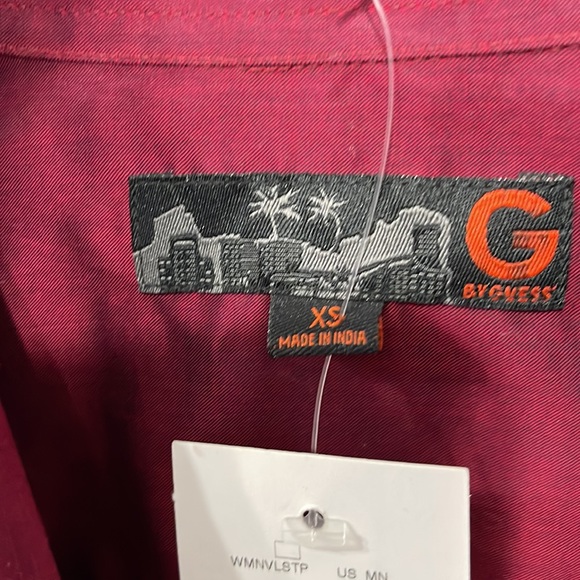 G
BY GUESS
XS
MADE IN INDIA
WMNVLSTP US MN